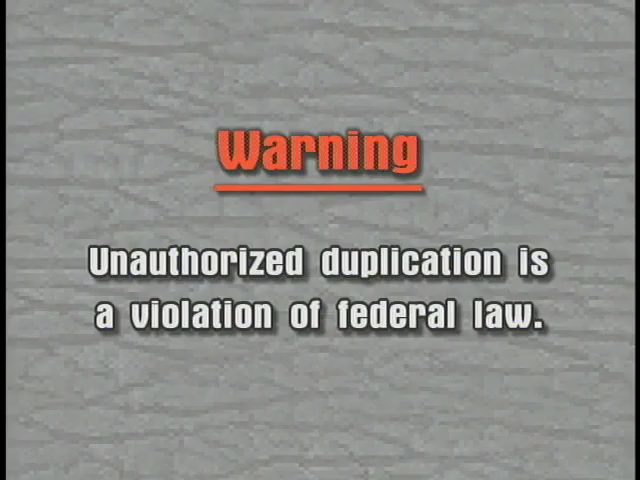 Warning
Unauthorized duplication is
a violation of federal law.